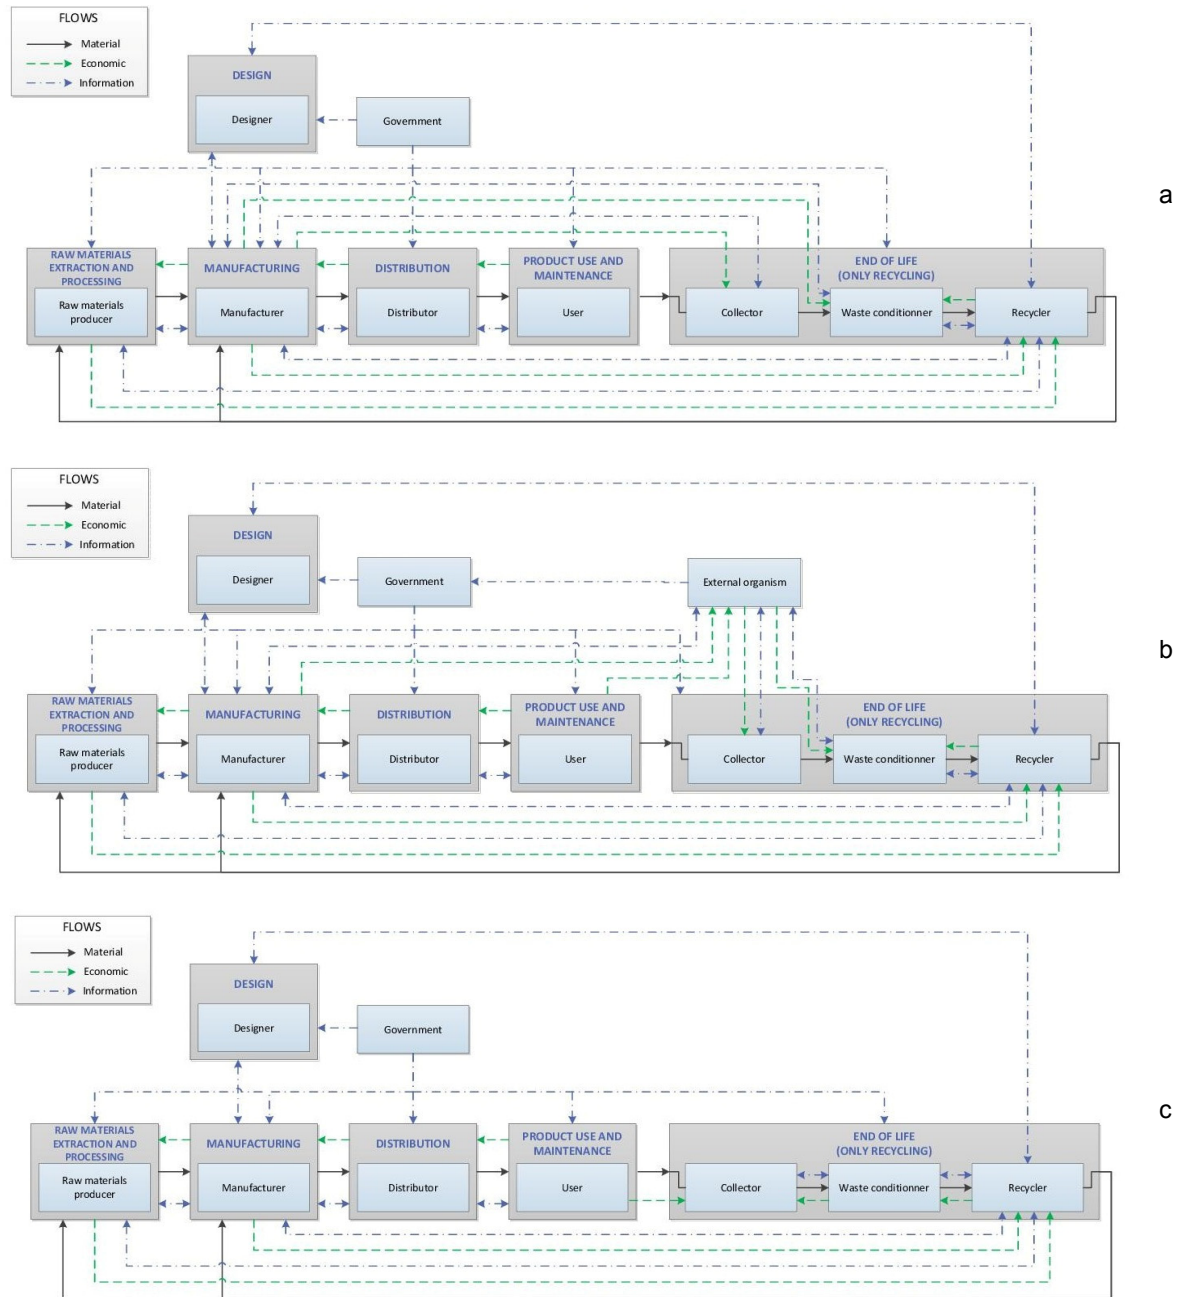 FLOWS
Material
Economic
Information
DESIGN
Designer
Government
a
RAW MATERIALS
EXTRACTION AND
PROCESSING
Raw materials
producer
MANUFACTURING
Manufacturer
DISTRIBUTION
Distributor
PRODUCT USE AND
MAINTENANCE
User
END OF LIFE
(ONLY RECYCLING)
Collector
Waste conditionner
Recycler
FLOWS
Material
Economic
Information
DESIGN
Designer
Government
External organism
b
RAW MATERIALS
EXTRACTION AND
PROCESSING
Raw materials
producer
MANUFACTURING
Manufacturer
DISTRIBUTION
Distributor
PRODUCT USE AND
MAINTENANCE
User
END OF LIFE
(ONLY RECYCLING)
Collector
Waste conditionner
Recycler
FLOWS
Material
Economic
Information
DESIGN
Designer
Government
c
RAW MATERIALS
EXTRACTION AND
PROCESSING
Raw materials
producer
MANUFACTURING
Manufacturer
DISTRIBUTION
Distributor
PRODUCT USE AND
MAINTENANCE
User
END OF LIFE
(ONLY RECYCLING)
Collector
Waste conditionner
Recycler